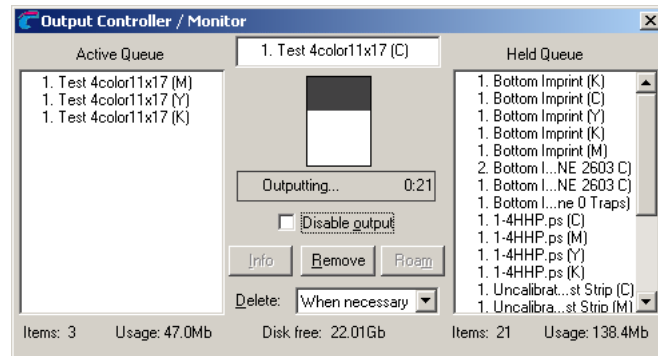 Output Controller / Monitor
Active Queue
1. Test 4color11x17 (C)
Held Queue
1. Test 4color11x17 (M)
1. Test 4color11x17 (Y)
1. Test 4color11x17 (K)
Outputting... 0:21
Disable output
Info Remove Roam
Delete: When necessary
1. Bottom Imprint (K)
1. Bottom Imprint (C)
1. Bottom Imprint (Y)
1. Bottom Imprint (K)
1. Bottom Imprint (M)
2. Bottom I...NE 2603 C)
1. Bottom I...NE 2603 C)
1. Bottom I...ne 0 Traps)
1. 1-4HHP.ps (C)
1. 1-4HHP.ps (M)
1. 1-4HHP.ps (Y)
1. 1-4HHP.ps (K)
1. Uncalibrat...st Strip (C)
1. Uncalibra...st Strip (M)
Items: 3 Usage: 47.0Mb Disk free: 22.01Gb Items: 21 Usage: 138.4Mb